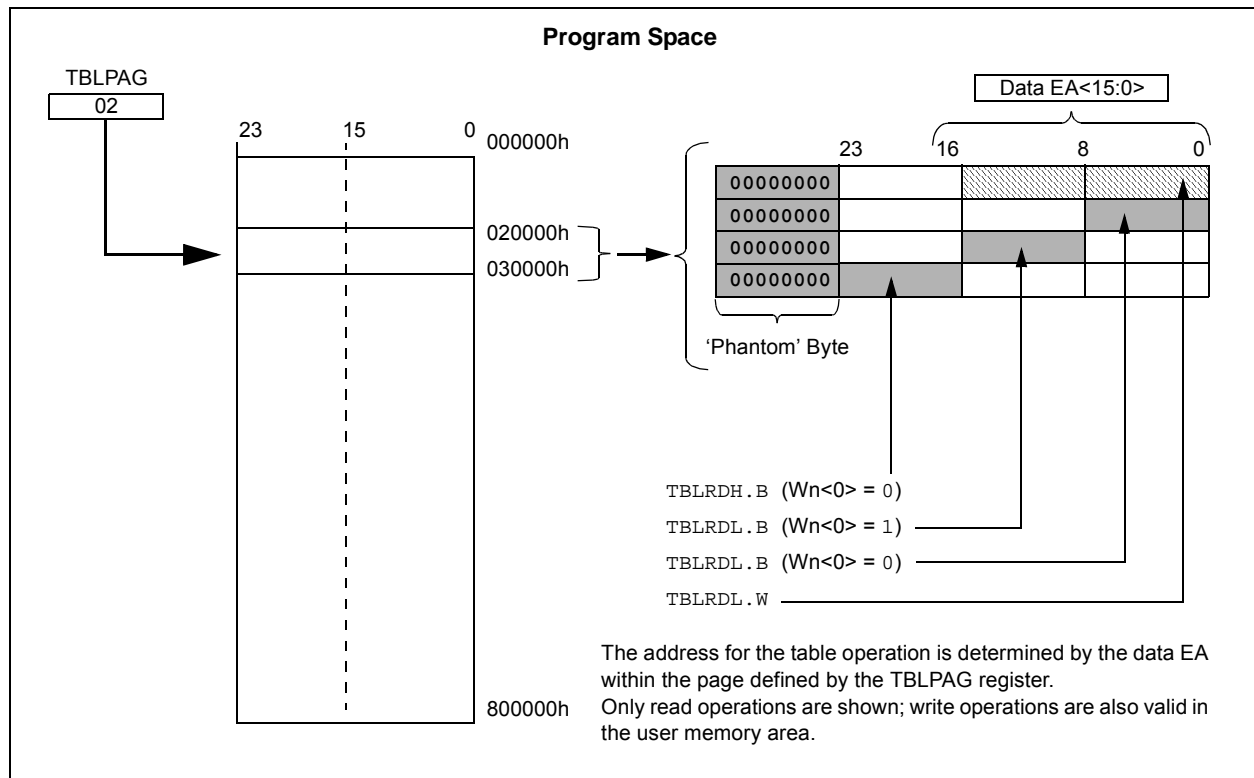 Program Space
TBLPAG
02
Data EA<15:0>
23 15 0
000000h
23 16 8 0
00000000
00000000
00000000
00000000
020000h
030000h
‘Phantom’ Byte
TBLRDH.B (Wn<0> = 0)
TBLRDL.B (Wn<0> = 1)
TBLRDL.B (Wn<0> = 0)
TBLRDL.W
The address for the table operation is determined by the data EA
within the page defined by the TBLPAG register.
Only read operations are shown; write operations are also valid in
the user memory area.
800000h